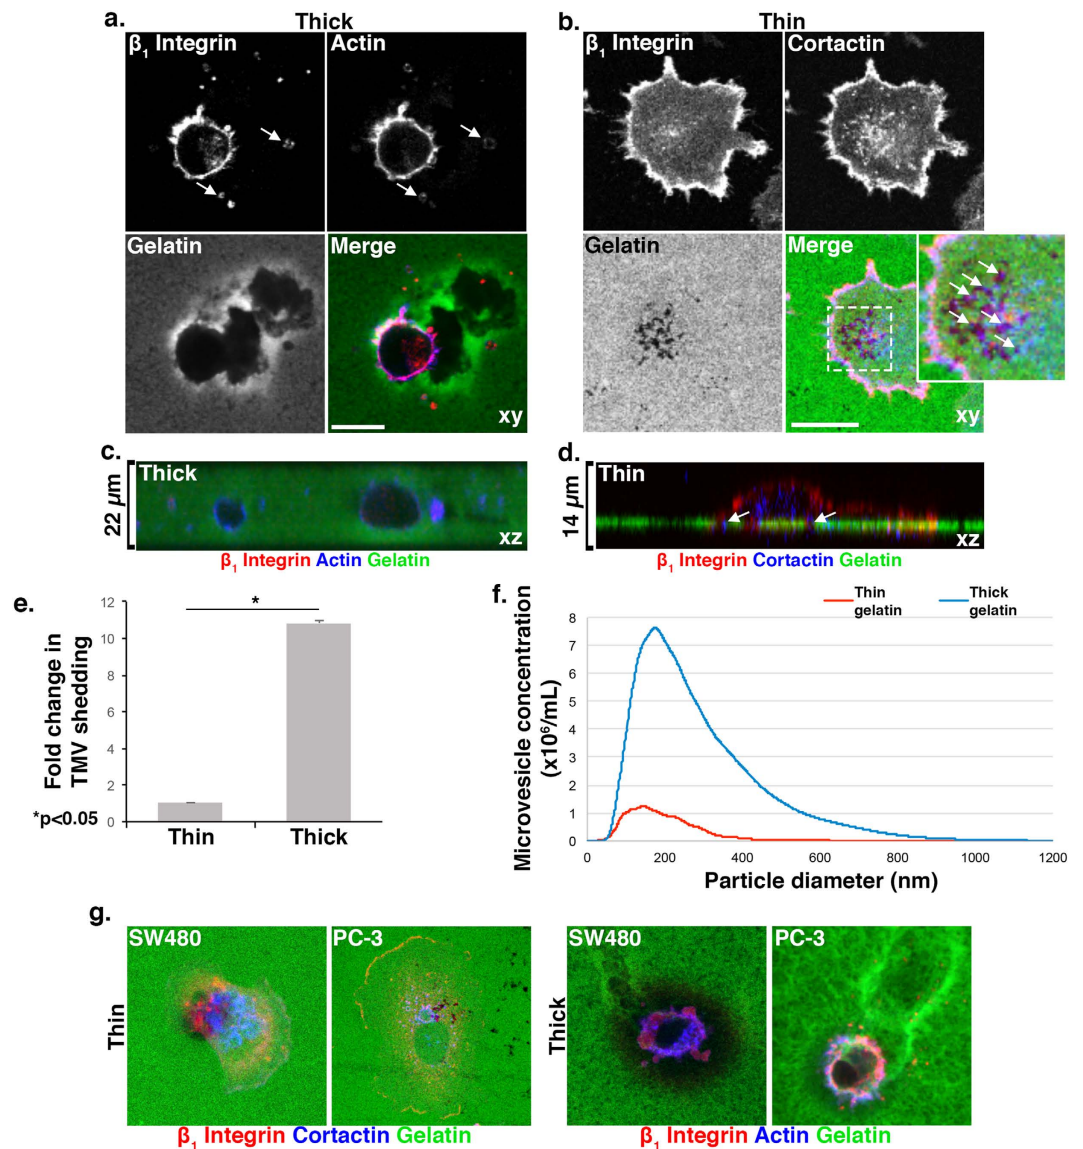 a.
Thick
β1 Integrin
Actin
Gelatin
Merge
xy
b.
Thin
β1 Integrin
Cortactin
Gelatin
Merge
xy
c.
22 µm
Thick
xz
β1 Integrin Actin Gelatin
d.
14 µm
Thin
xz
β1 Integrin Cortactin Gelatin
e.
Fold change in
TMV shedding
12
10
8
6
4
2
0
*
*p<0.05
Thin
Thick
f.
Microvesicle concentration
(x10⁶/mL)
Thin
gelatin
Thick
gelatin
8
7
6
5
4
3
2
1
0
0 200 400 600 800 1000 1200
Particle diameter (nm)
g.
Thin
SW480
PC-3
β1 Integrin Cortactin Gelatin
Thick
SW480
PC-3
β1 Integrin Actin Gelatin